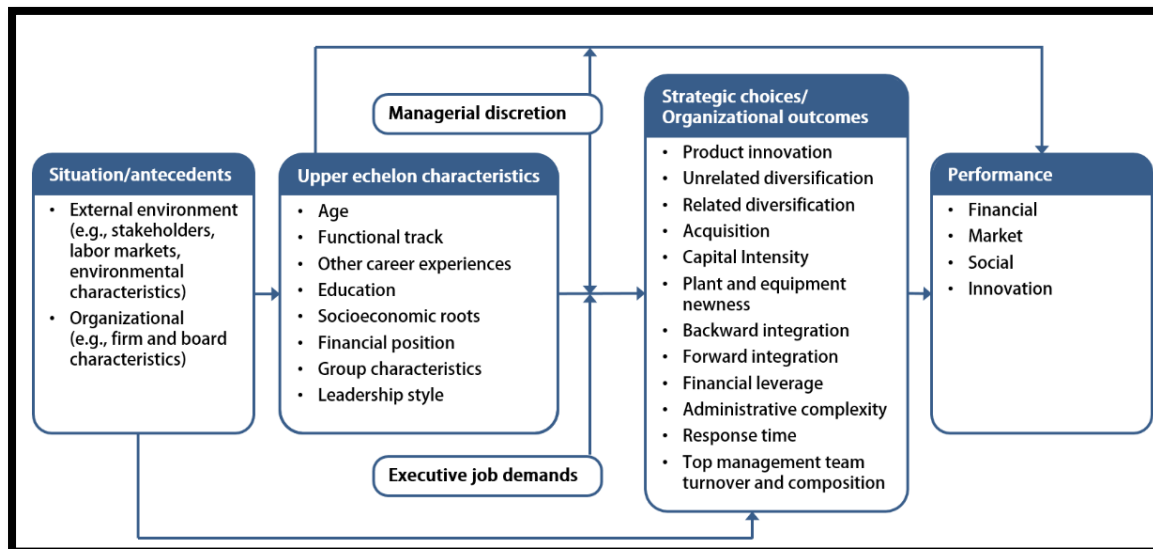 Managerial discretion
Situation/antecedents
• External environment
(e.g., stakeholders,
labor markets,
environmental
characteristics)
• Organizational
(e.g., firm and board
characteristics)
Upper echelon characteristics
• Age
• Functional track
• Other career experiences
• Education
• Socioeconomic roots
• Financial position
• Group characteristics
• Leadership style
Executive job demands
Strategic choices/
Organizational outcomes
• Product innovation
• Unrelated diversification
• Related diversification
• Acquisition
• Capital Intensity
• Plant and equipment
newness
• Backward integration
• Forward integration
• Financial leverage
• Administrative complexity
• Response time
• Top management team
turnover and composition
Performance
• Financial
• Market
• Social
• Innovation